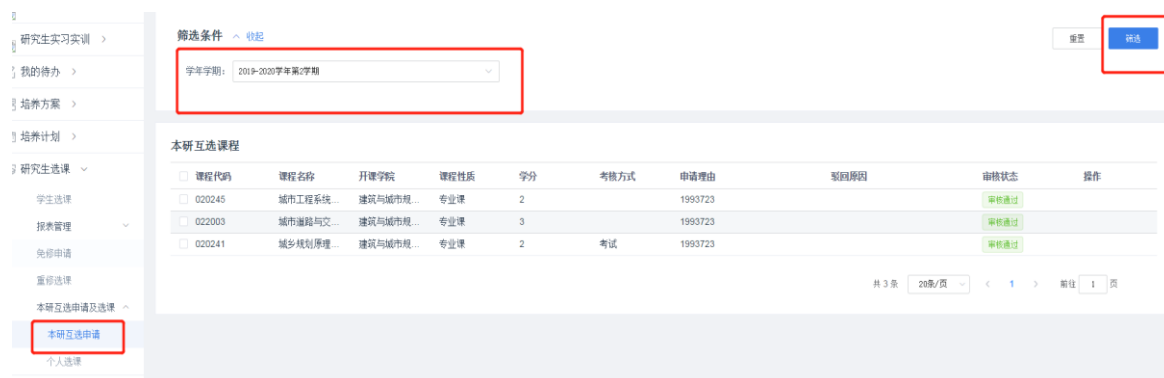 研究生实习实训
我的待办
培养方案
培养计划
研究生选课
学生选课
报表管理
免修申请
重修选课
本研互选申请及选课
本研互选申请
个人选课
筛选条件 收起
重置 筛选
学年学期: 2019-2020学年第2学期
本研互选课程
课程代码 课程名称 开课学院 课程性质 学分 考核方式 申请理由 驳回原因 审核状态 操作
020245 城市工程系统... 建筑与城市规... 专业课 2 1993723 审核通过
022003 城市道路与交... 建筑与城市规... 专业课 3 1993723 审核通过
020241 城乡规划原理... 建筑与城市规... 专业课 2 考试 1993723 审核通过
共 3 条 20条/页 < 1 > 前往 1 页